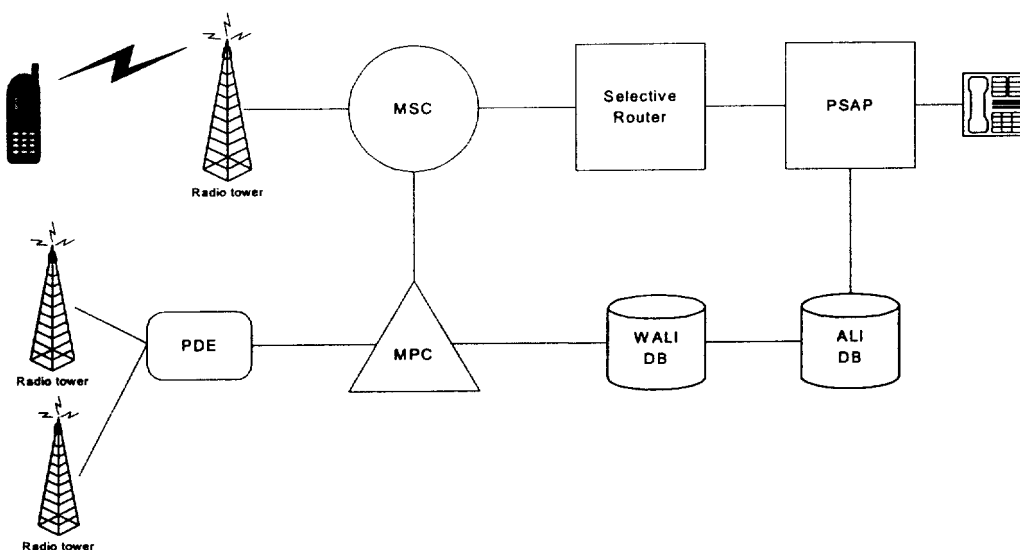 MSC
Selective
Router
PSAP
Radio tower
PDE
MPC
WALI
DB
ALI
DB
Radio tower
Radio tower